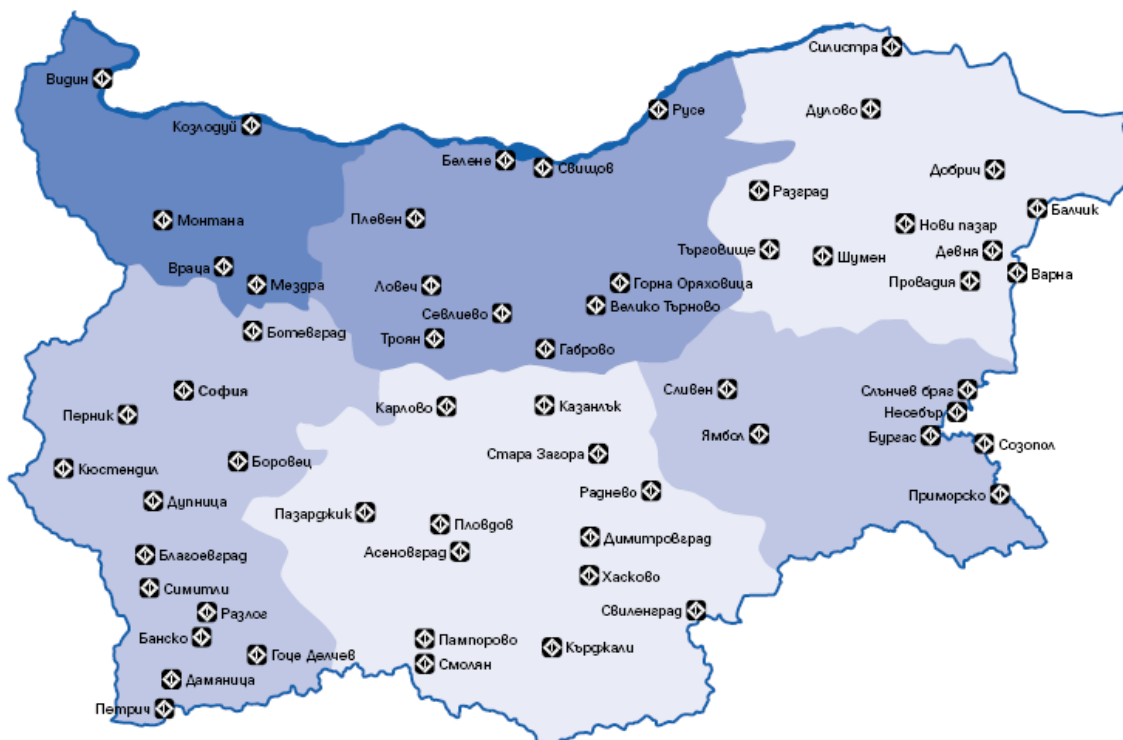 Силистра
Видин
Русе
Дулово
Козлодуй
Белене
Свищов
Добрич
Разград
Балчик
Монтана
Плевен
Нови пазар
Търговище
Шумен
Девня
Враца
Варна
Мездра
Ловеч
Горна Оряховица
Провадия
Севлиево
Велико Търново
Ботевград
Троян
Габрово
София
Сливен
Слънчев бряг
Перник
Карлово
Казанлък
Несебър
Ямбол
Бургас
Созопол
Кюстендил
Боровец
Стара Загора
Дупница
Раднево
Приморско
Пазарджик
Пловдов
Димитровград
Благоевград
Асеновград
Симитли
Хасково
Разлог
Свиленград
Банско
Пампорово
Кърджали
Гоце Делчев
Смолян
Дамяница
Петрич